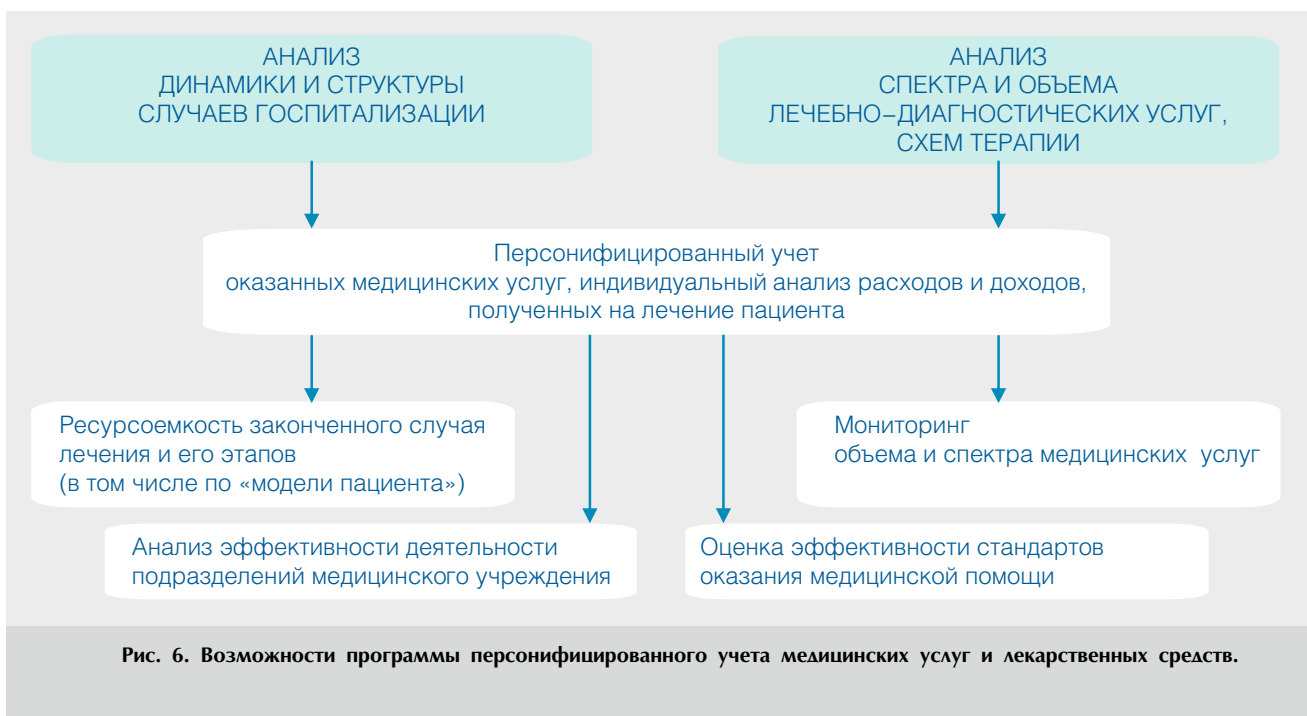 АНАЛИЗ
ДИНАМИКИ И СТРУКТУРЫ
СЛУЧАЕВ ГОСПИТАЛИЗАЦИИ
АНАЛИЗ
СПЕКТРА И ОБЪЕМА
ЛЕЧЕБНО–ДИАГНОСТИЧЕСКИХ УСЛУГ,
СХЕМ ТЕРАПИИ
Персонифицированный учет
оказанных медицинских услуг, индивидуальный анализ расходов и доходов,
полученных на лечение пациента
Ресурсоемкость законченного случая
лечения и его этапов
(в том числе по «модели пациента»)
Мониторинг
объема и спектра медицинских услуг
Анализ эффективности деятельности
подразделений медицинского учреждения
Оценка эффективности стандартов
оказания медицинской помощи
Рис. 6. Возможности программы персонифицированного учета медицинских услуг и лекарственных средств.